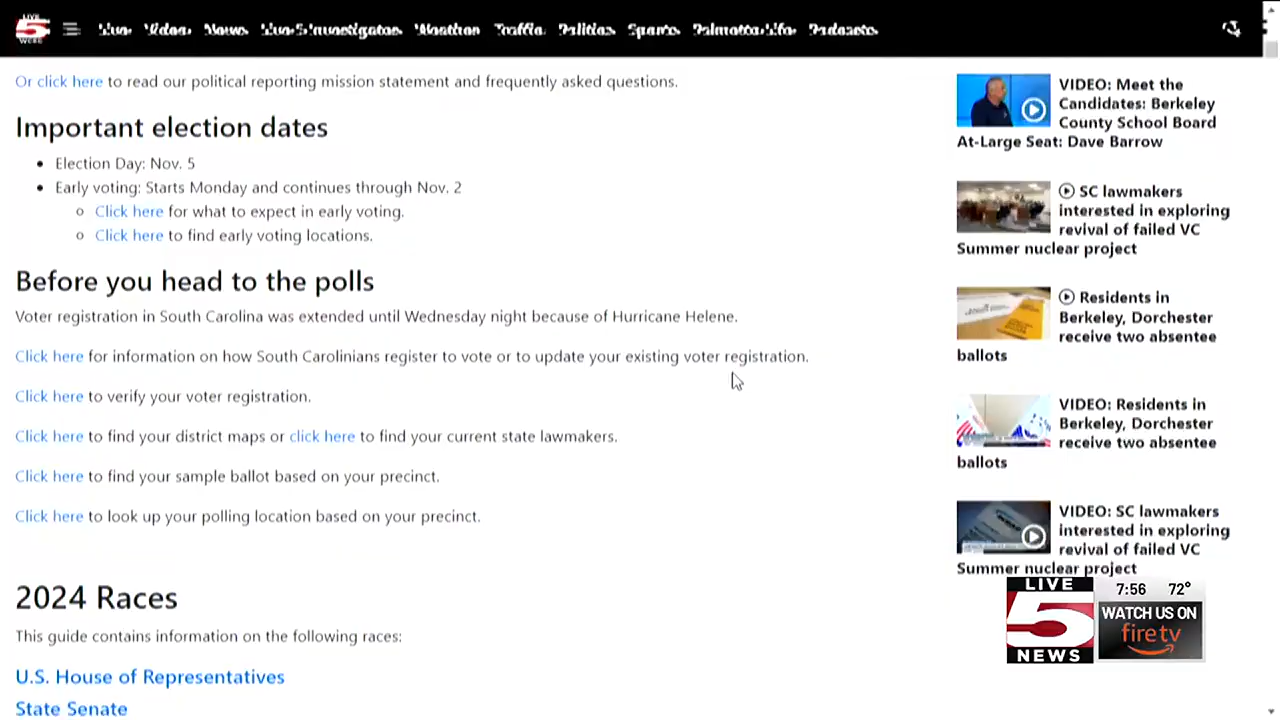 LIVE
5
WCSC
Or click here to read our political reporting mission statement and frequently asked questions.
Important election dates
Election Day: Nov. 5
Early voting: Starts Monday and continues through Nov. 2
Click here for what to expect in early voting.
Click here to find early voting locations.
Before you head to the polls
Voter registration in South Carolina was extended until Wednesday night because of Hurricane Helene.
Click here for information on how South Carolinians register to vote or to update your existing voter registration.
Click here to verify your voter registration.
Click here to find your district maps or click here to find your current state lawmakers.
Click here to find your sample ballot based on your precinct.
Click here to look up your polling location based on your precinct.
2024 Races
This guide contains information on the following races:
U.S. House of Representatives
State Senate
VIDEO: Meet the
Candidates: Berkeley
County School Board
At-Large Seat: Dave Barrow
SC lawmakers
interested in exploring
revival of failed VC
Summer nuclear project
Residents in
Berkeley, Dorchester
receive two absentee
ballots
VIDEO: Residents in
Berkeley, Dorchester
receive two absentee
ballots
VIDEO: SC lawmakers
interested in exploring
revival of failed VC
Summer nuclear project
LIVE
5
NEWS
7:56 72°
WATCH US ON
firetv